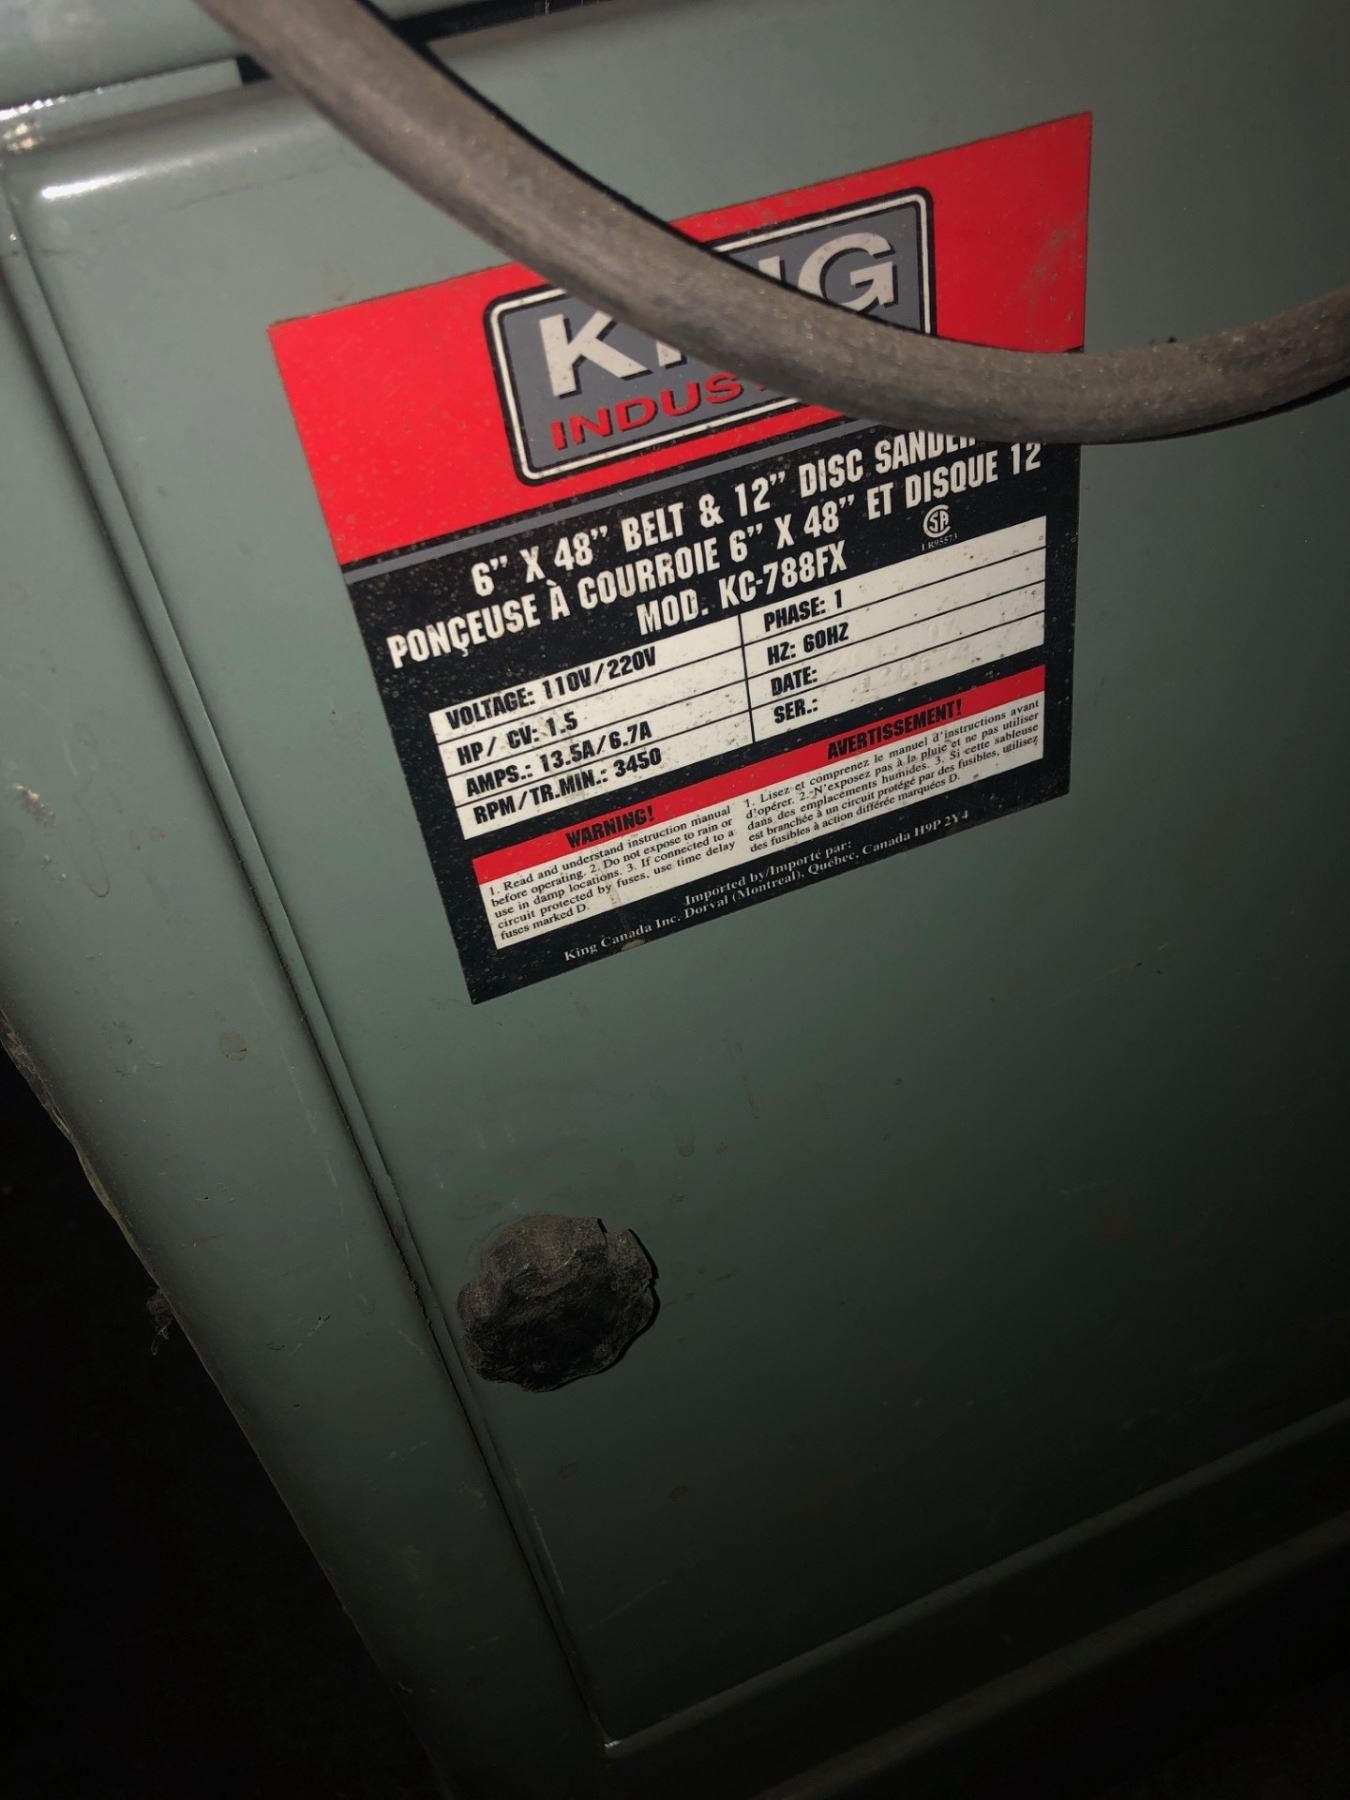 INDUS
6” X 48” BELT & 12” DISC SANDER
PONÇEUSE À COURROIE 6” X 48” ET DISQUE 12
MOD. KC-788FX
LR95573
VOLTAGE: 110V/220V
PHASE: 1
HP/ CV: 1.5
HZ: 60HZ
AMPS.: 13.5A/6.7A
DATE:
RPM/TR.MIN.: 3450
SER.:
WARNING!
1. Read and understand instruction manual
before operating. 2. Do not expose to rain or
use in damp locations. 3. If connected to a
circuit protected by fuses, use time delay
fuses marked D.
AVERTISSEMENT!
1. Lisez et comprenez le manuel d'instructions avant
d'opérer. 2. N'exposez pas à la pluie et ne pas utiliser
dans des emplacements humides. 3. Si cette sableuse
est branchée à un circuit protégé par des fusibles, utilisez
des fusibles à action différée marquées D.
Imported by/Importé par:
King Canada Inc. Dorval (Montreal), Québec, Canada H9P 2Y4